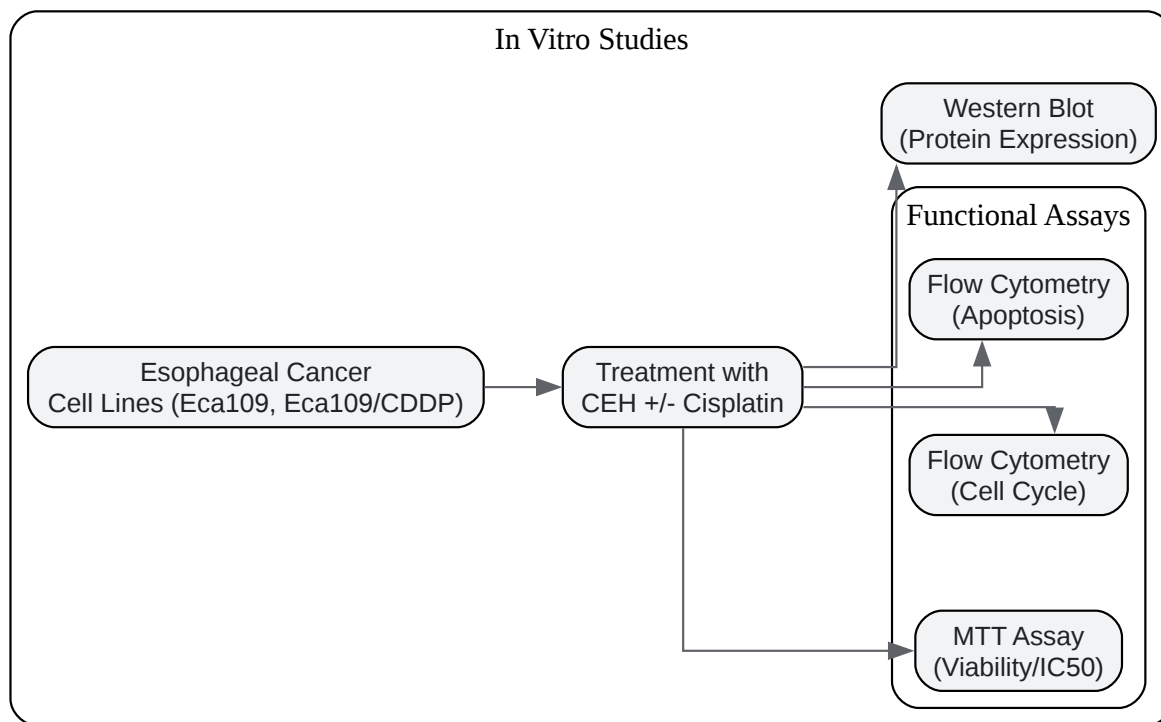 In Vitro Studies
Western Blot
(Protein Expression)
Functional Assays
Flow Cytometry
(Apoptosis)
Esophageal Cancer
Cell Lines (Eca109, Eca109/CDDP)
Treatment with
CEH +/- Cisplatin
Flow Cytometry
(Cell Cycle)
MTT Assay
(Viability/IC50)